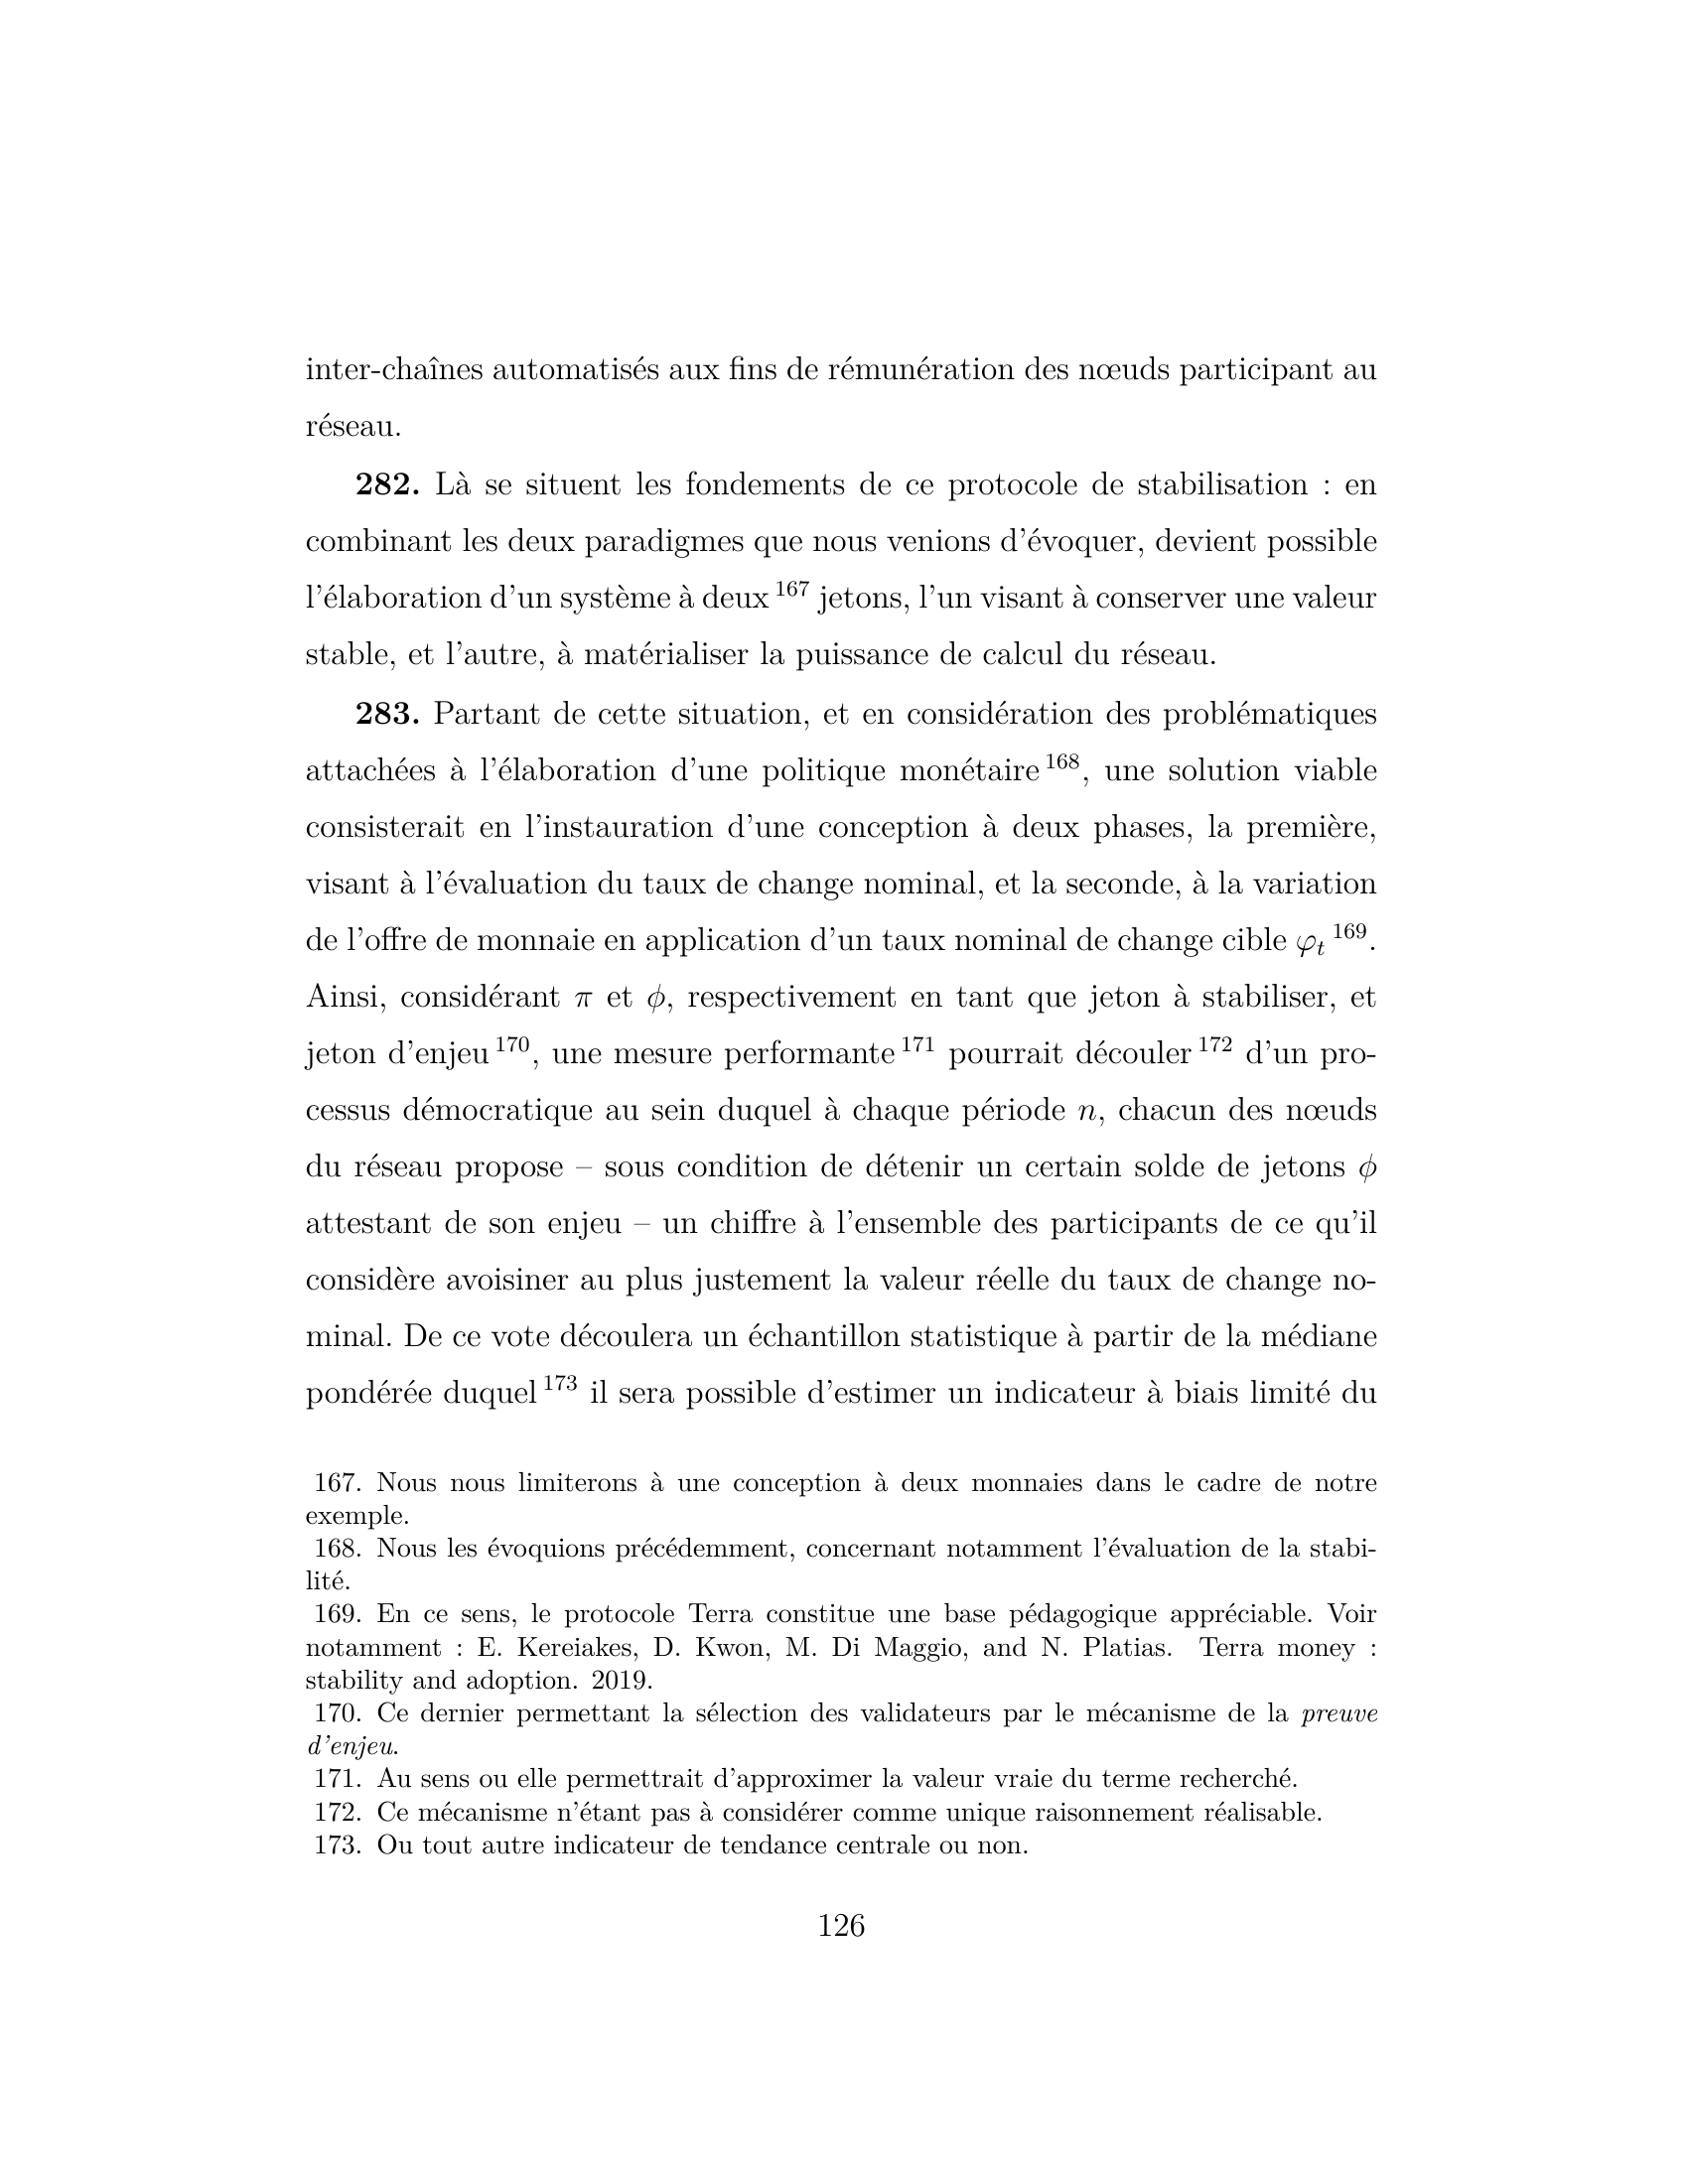 inter-chaînes automatisés aux fins de rémunération des nœuds participant au
réseau.
282. Là se situent les fondements de ce protocole de stabilisation : en
combinant les deux paradigmes que nous venions d'évoquer, devient possible
l'élaboration d'un système à deux 167 jetons, l'un visant à conserver une valeur
stable, et l'autre, à matérialiser la puissance de calcul du réseau.
283. Partant de cette situation, et en considération des problématiques
attachées à l'élaboration d'une politique monétaire 168, une solution viable
consisterait en l'instauration d'une conception à deux phases, la première,
visant à l'évaluation du taux de change nominal, et la seconde, à la variation
de l'offre de monnaie en application d'un taux nominal de change cible φt 169.
Ainsi, considérant π et ϕ, respectivement en tant que jeton à stabiliser, et
jeton d'enjeu 170, une mesure performante 171 pourrait découler 172 d'un pro-
cessus démocratique au sein duquel à chaque période n, chacun des nœuds
du réseau propose – sous condition de détenir un certain solde de jetons ϕ
attestant de son enjeu – un chiffre à l'ensemble des participants de ce qu'il
considère avoisiner au plus justement la valeur réelle du taux de change no-
minal. De ce vote découlera un échantillon statistique à partir de la médiane
pondérée duquel 173 il sera possible d'estimer un indicateur à biais limité du
167. Nous nous limiterons à une conception à deux monnaies dans le cadre de notre
exemple.
168. Nous les évoquions précédemment, concernant notamment l'évaluation de la stabi-
lité.
169. En ce sens, le protocole Terra constitue une base pédagogique appréciable. Voir
notamment : E. Kereiakes, D. Kwon, M. Di Maggio, and N. Platias. Terra money :
stability and adoption. 2019.
170. Ce dernier permettant la sélection des validateurs par le mécanisme de la preuve
d'enjeu.
171. Au sens ou elle permettrait d'approximer la valeur vraie du terme recherché.
172. Ce mécanisme n'étant pas à considérer comme unique raisonnement réalisable.
173. Ou tout autre indicateur de tendance centrale ou non.
126